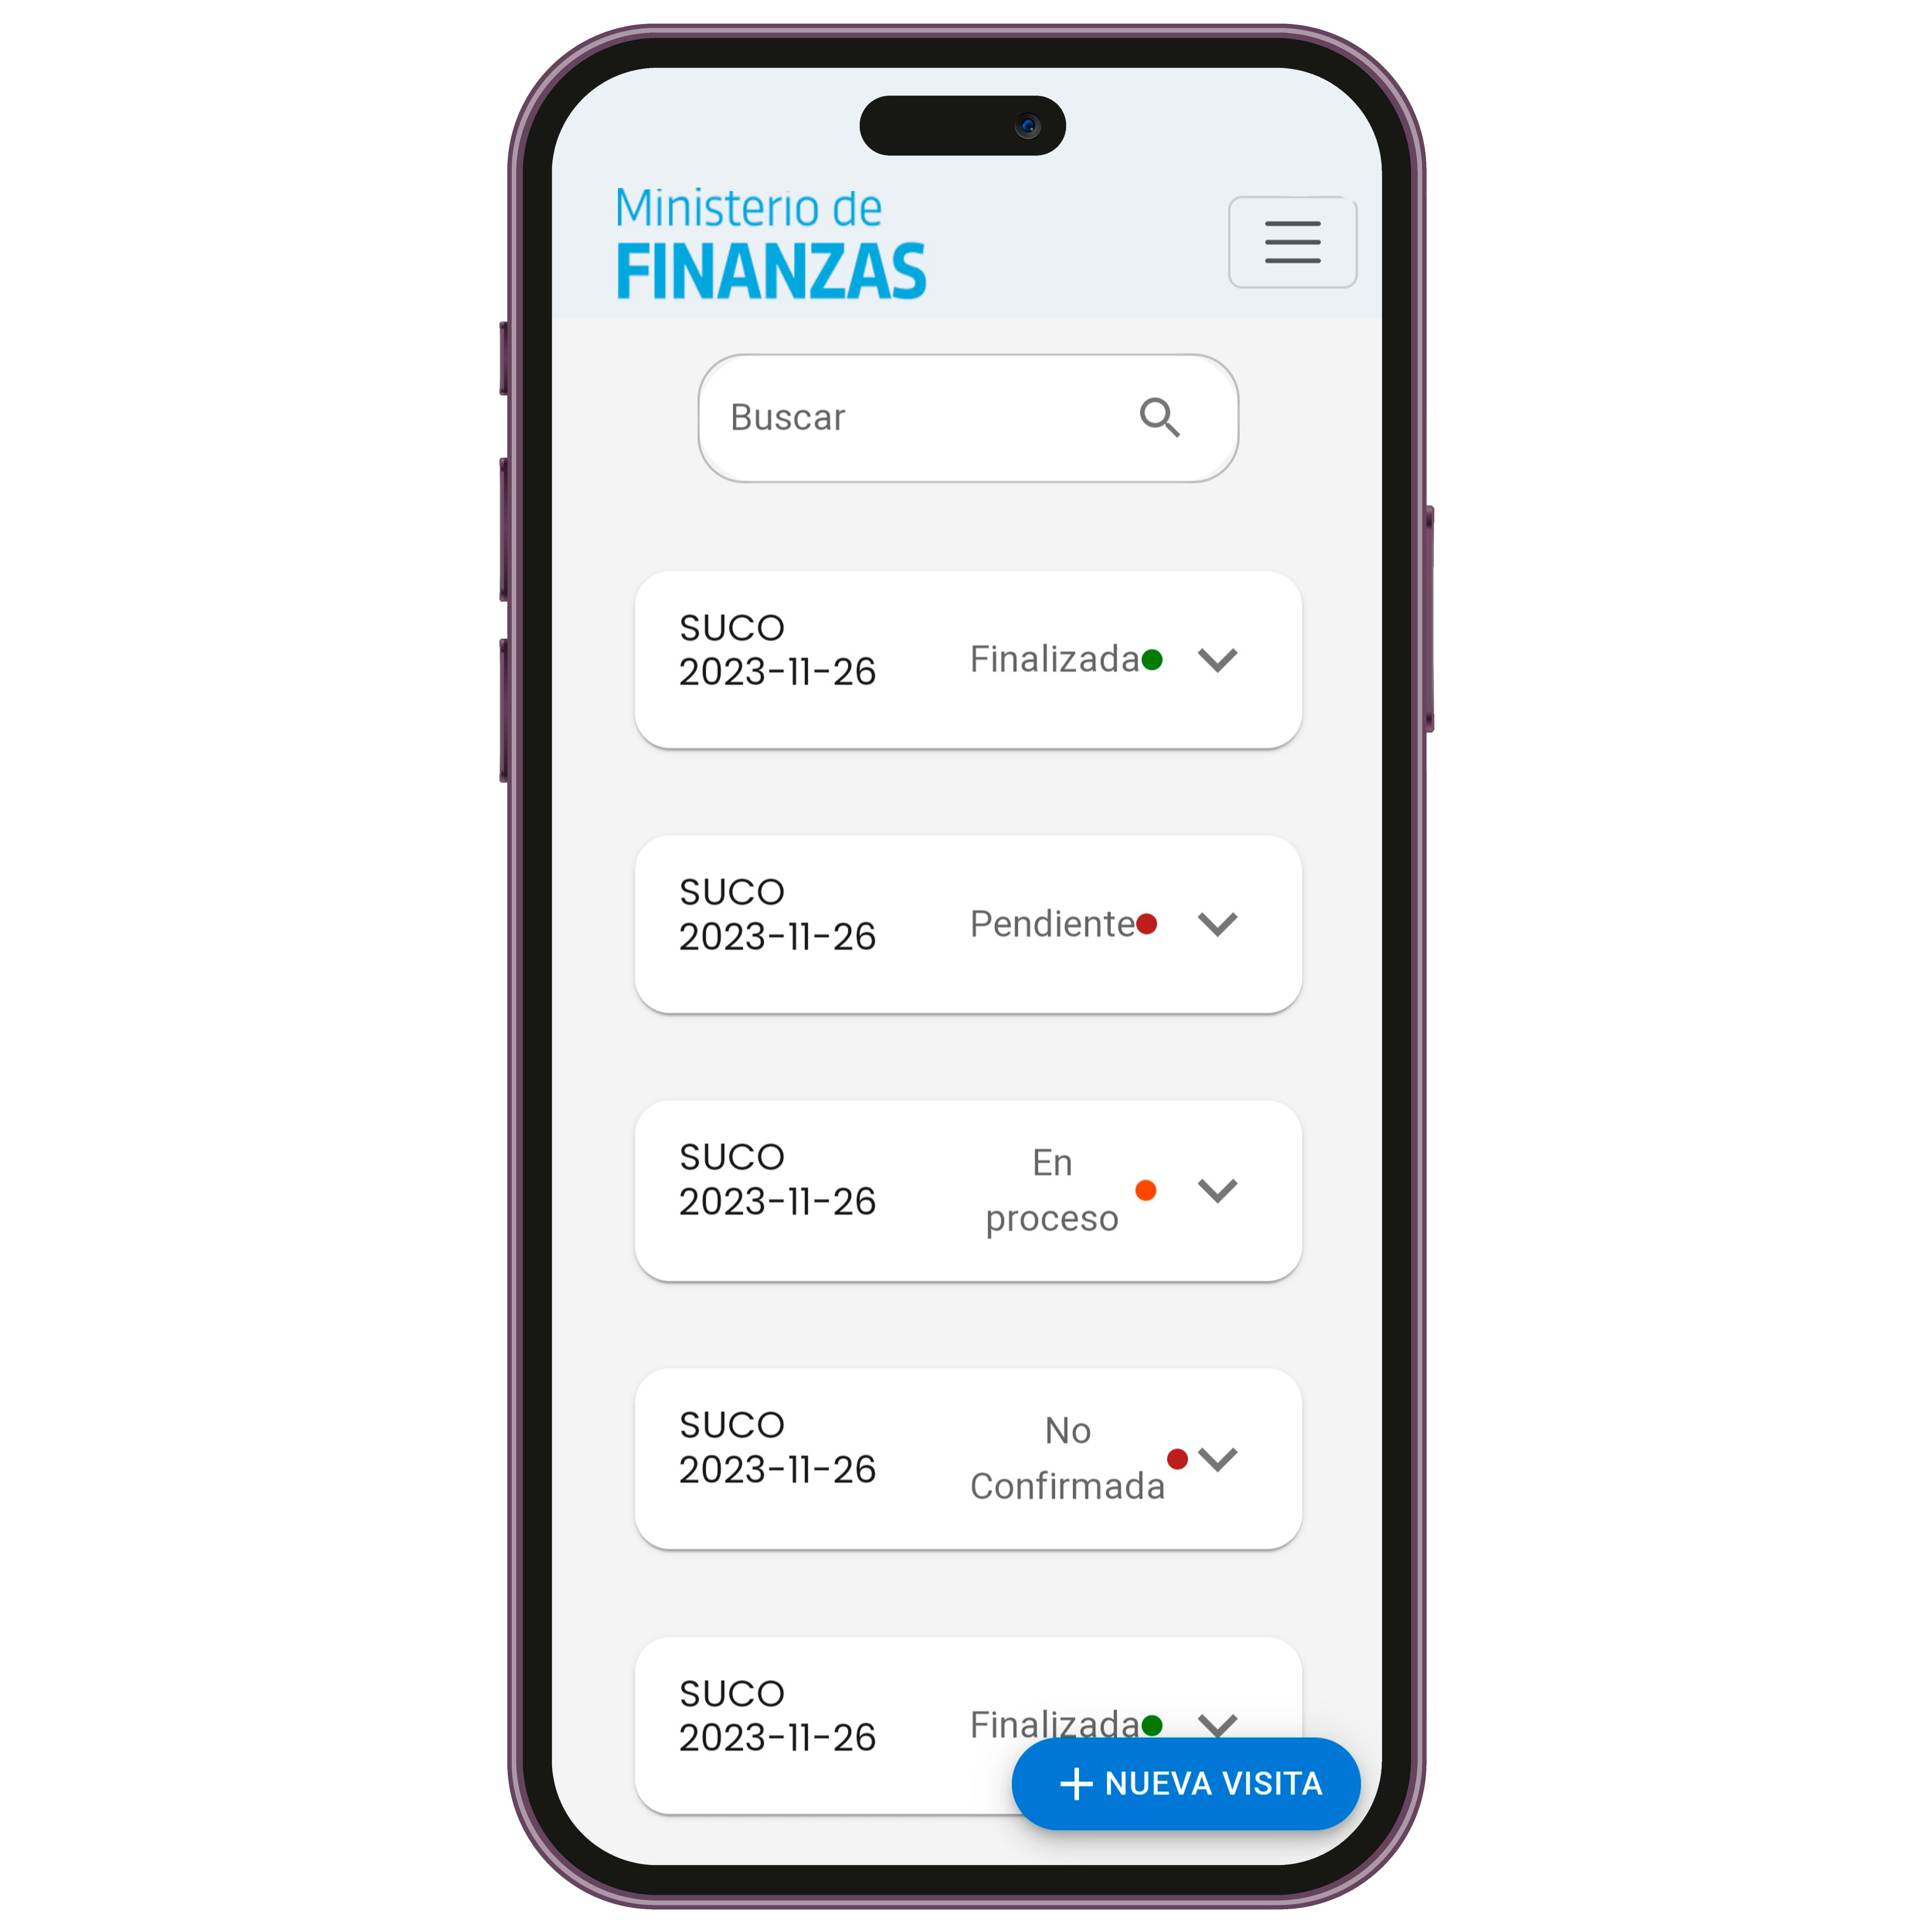 Ministerio de
FINANZAS
Buscar
SUCO
2023-11-26
Finalizada
SUCO
2023-11-26
Pendiente
SUCO
2023-11-26
En
proceso
SUCO
2023-11-26
No
Confirmada
SUCO
2023-11-26
Finalizada
NUEVA VISITA